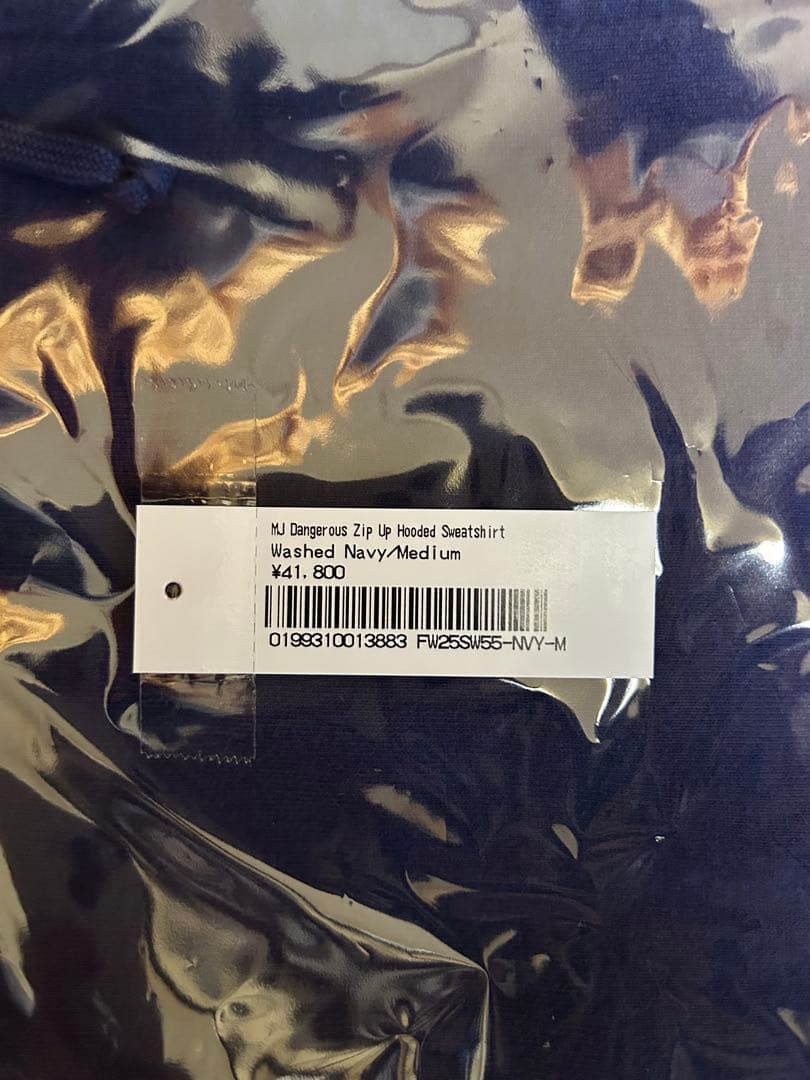 MJ Dangerous Zip Up Hooded Sweatshirt
Washed Navy/Medium
¥41,800
0199310013883 FW25SW55-NVY-M